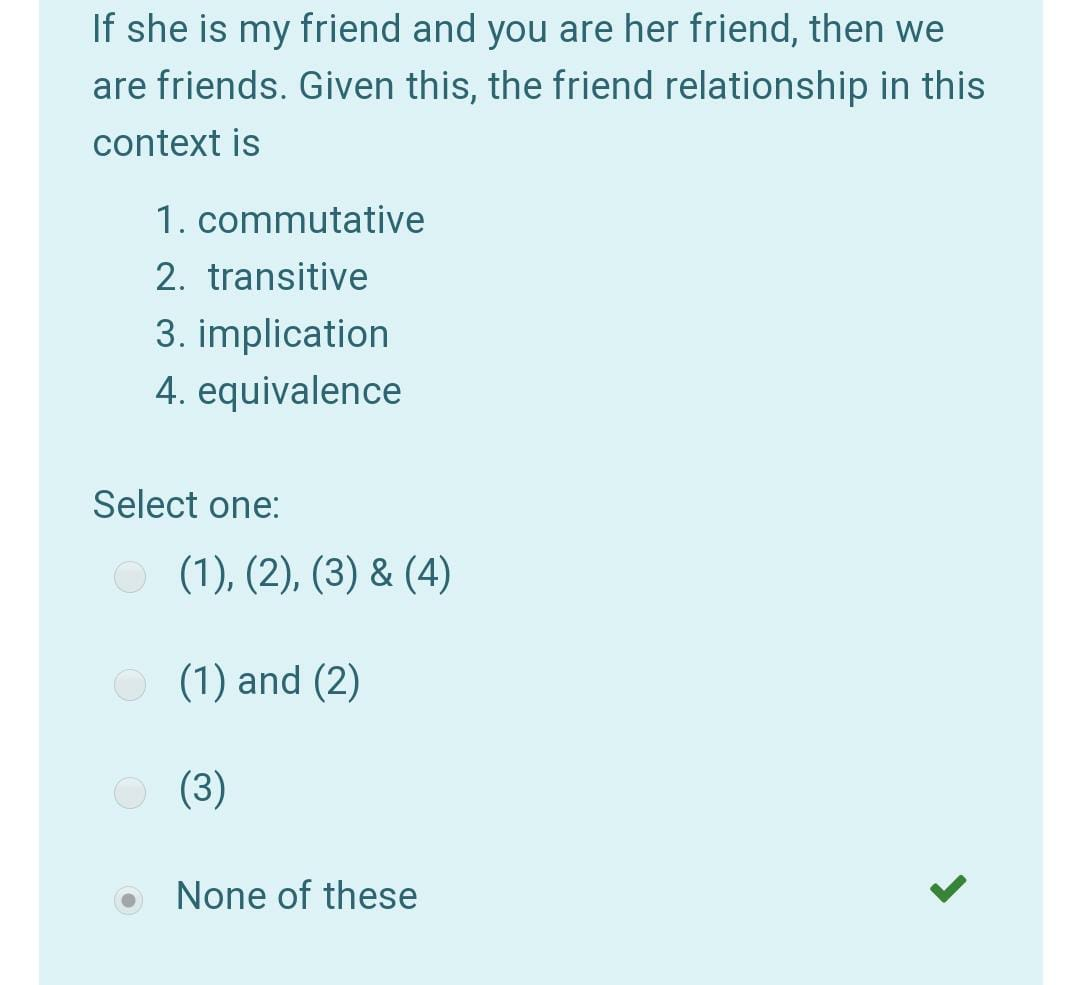 If she is my friend and you are her friend, then we
are friends. Given this, the friend relationship in this
context is
1. commutative
2. transitive
3. implication
4. equivalence
Select one:
(1), (2), (3) & (4)
(1) and (2)
(3)
None of these